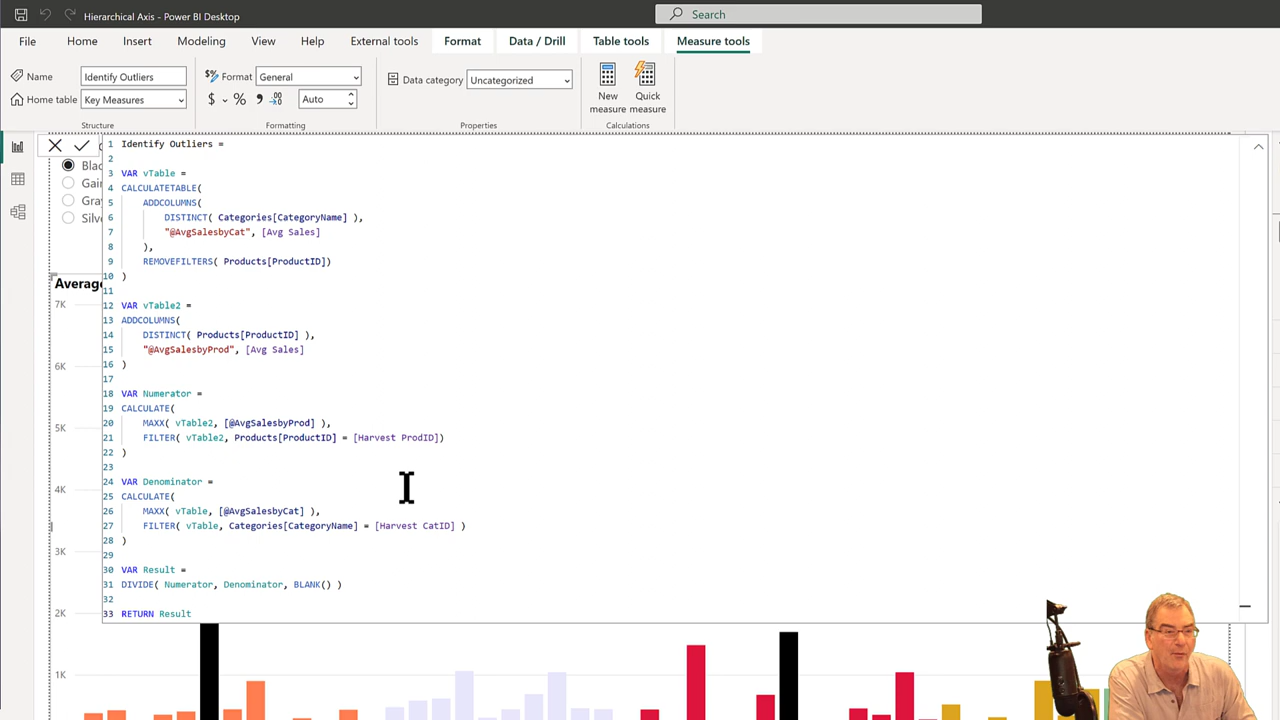 Hierarchical Axis - Power BI Desktop
Search
File Home Insert Modeling View Help External tools Format Data / Drill Table tools Measure tools
Name Identify Outliers
Home table Key Measures
Structure
Format General
$ % Auto
Formatting
Data category Uncategorized
Properties
New measure
Quick measure
Calculations
Blac
Gai
Gray
Silv
Average
7K
6K
5K
4K
3K
2K
1K
1 Identify Outliers =
2
3 VAR vTable =
4 CALCULATETABLE(
5 ADDCOLUMNS(
6 DISTINCT( Categories[CategoryName] ),
7 "@AvgSalesbyCat", [Avg Sales]
8 ),
9 REMOVEFILTERS( Products[ProductID])
10 )
11
12 VAR vTable2 =
13 ADDCOLUMNS(
14 DISTINCT( Products[ProductID] ),
15 "@AvgSalesbyProd", [Avg Sales]
16 )
17
18 VAR Numerator =
19 CALCULATE(
20 MAXX( vTable2, [@AvgSalesbyProd] ),
21 FILTER( vTable2, Products[ProductID] = [Harvest ProdID])
22 )
23
24 VAR Denominator =
25 CALCULATE(
26 MAXX( vTable, [@AvgSalesbyCat] ),
27 FILTER( vTable, Categories[CategoryName] = [Harvest CatID] )
28 )
29
30 VAR Result =
31 DIVIDE( Numerator, Denominator, BLANK() )
32
33 RETURN Result